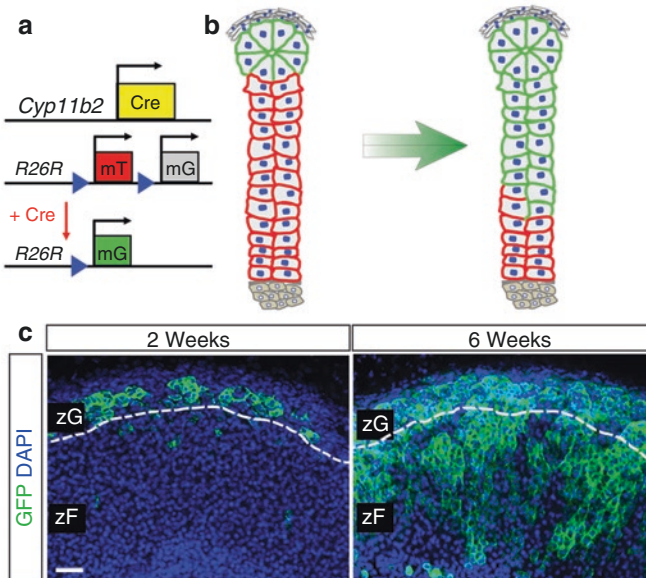 a
b
Cyp11b2
Cre
R26R
mT
mG
+ Cre
R26R
mG
c
2 Weeks
6 Weeks
GFP DAPI
zG
zF
zG
zF